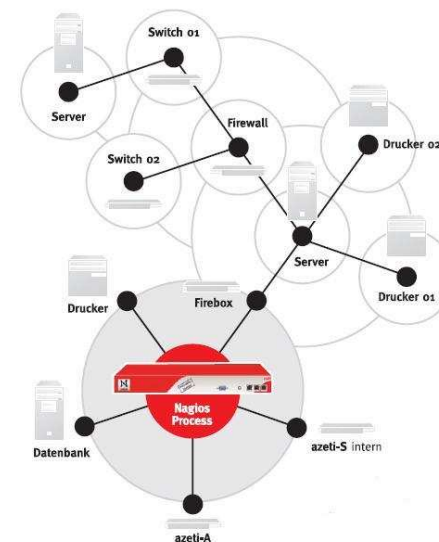 Switch 01
Server
Firewall
Drucker 02
Switch 02
Server
Drucker 01
Drucker
Firebox
N
Nagios
Process
Datenbank
azeti-S intern
azeti-A